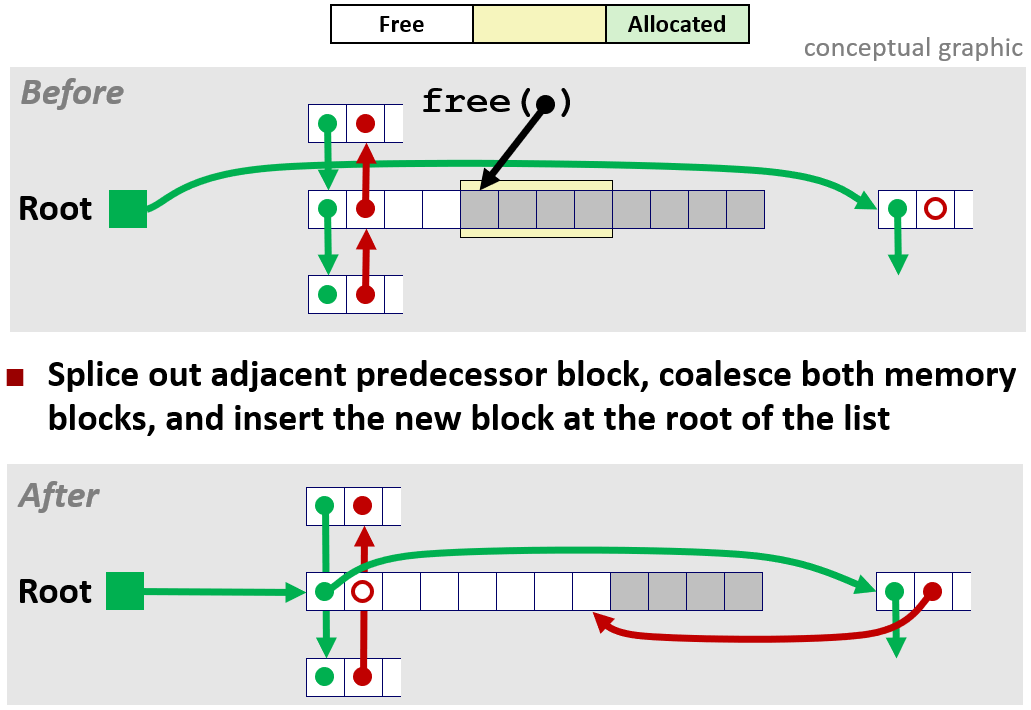 Free Allocated
conceptual graphic
Before
free( )
Root
Splice out adjacent predecessor block, coalesce both memory
blocks, and insert the new block at the root of the list
After
Root